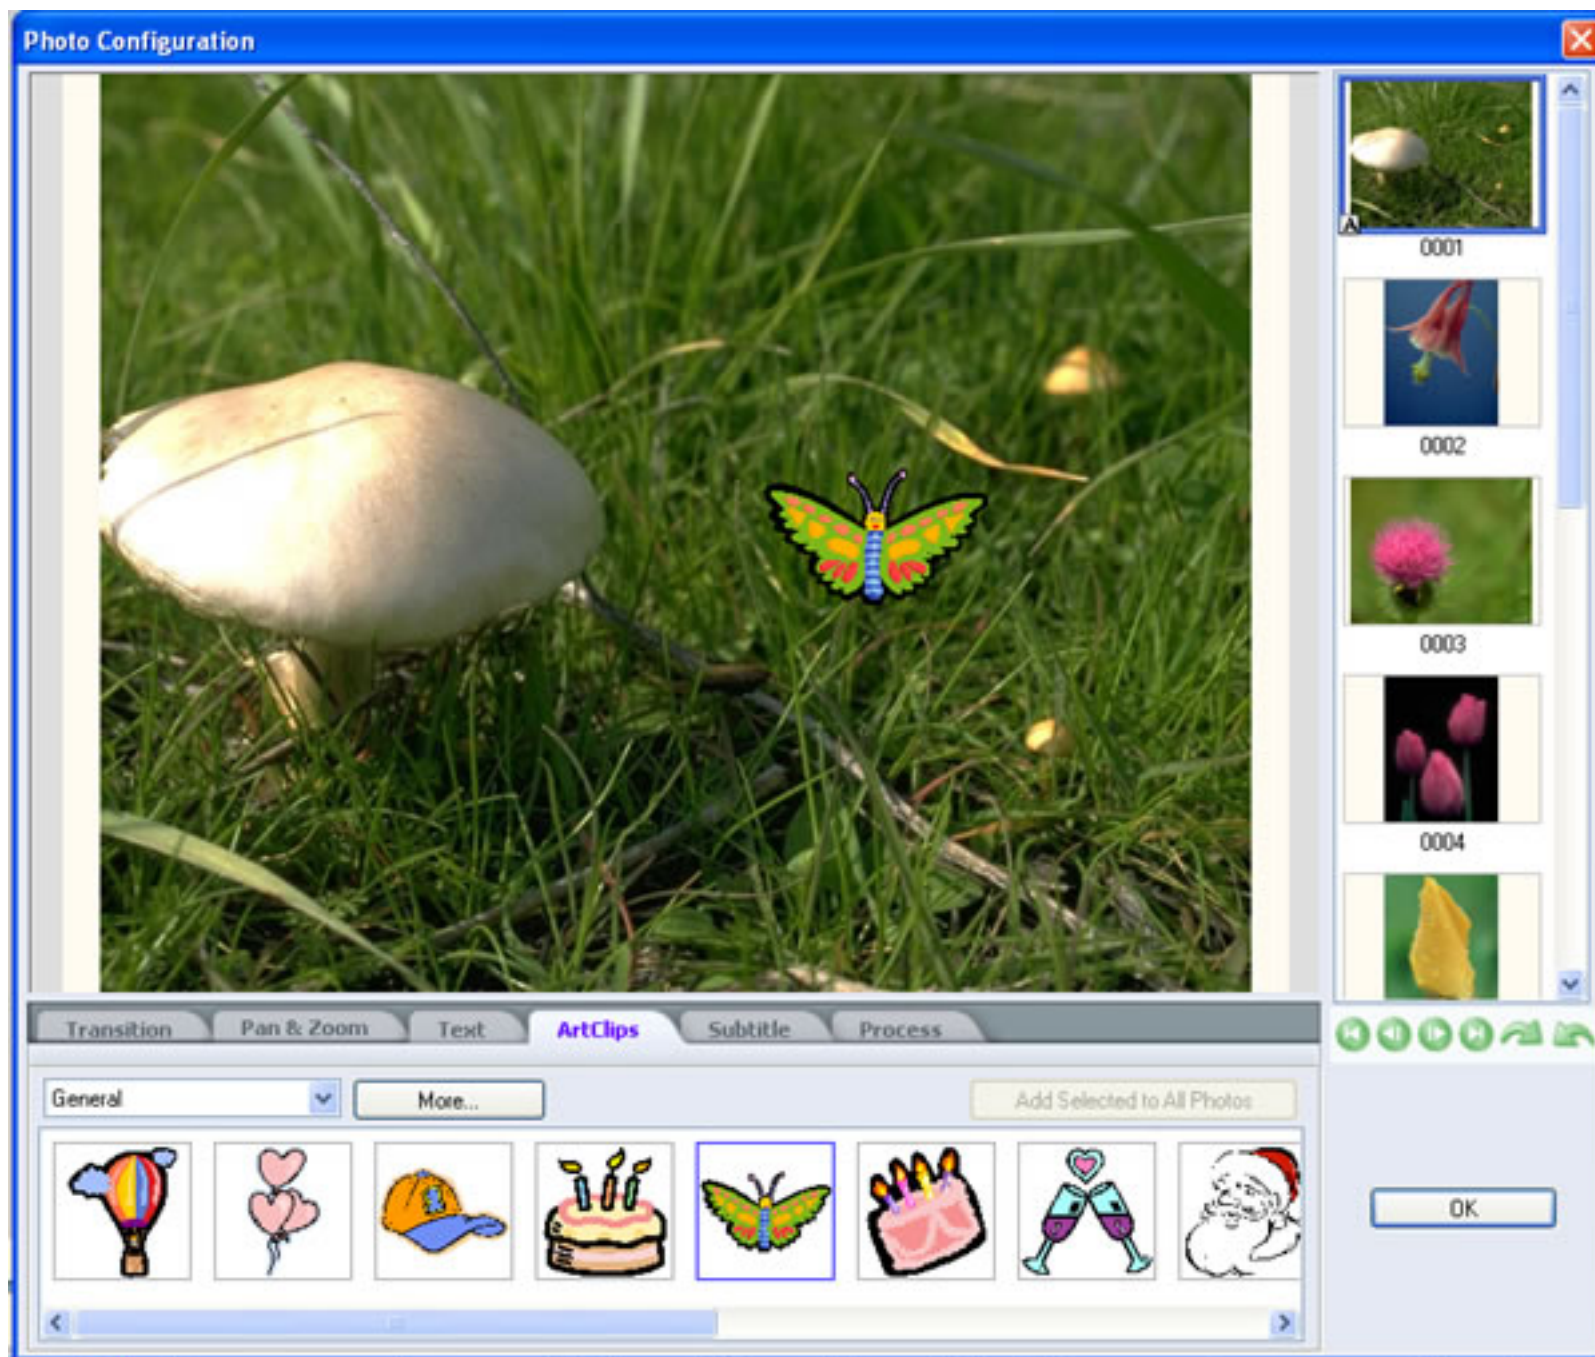 Photo Configuration
A
0001
0002
0003
0004
Transition Pan & Zoom Text ArtClips Subtitle Process
General More... Add Selected to All Photos
OK